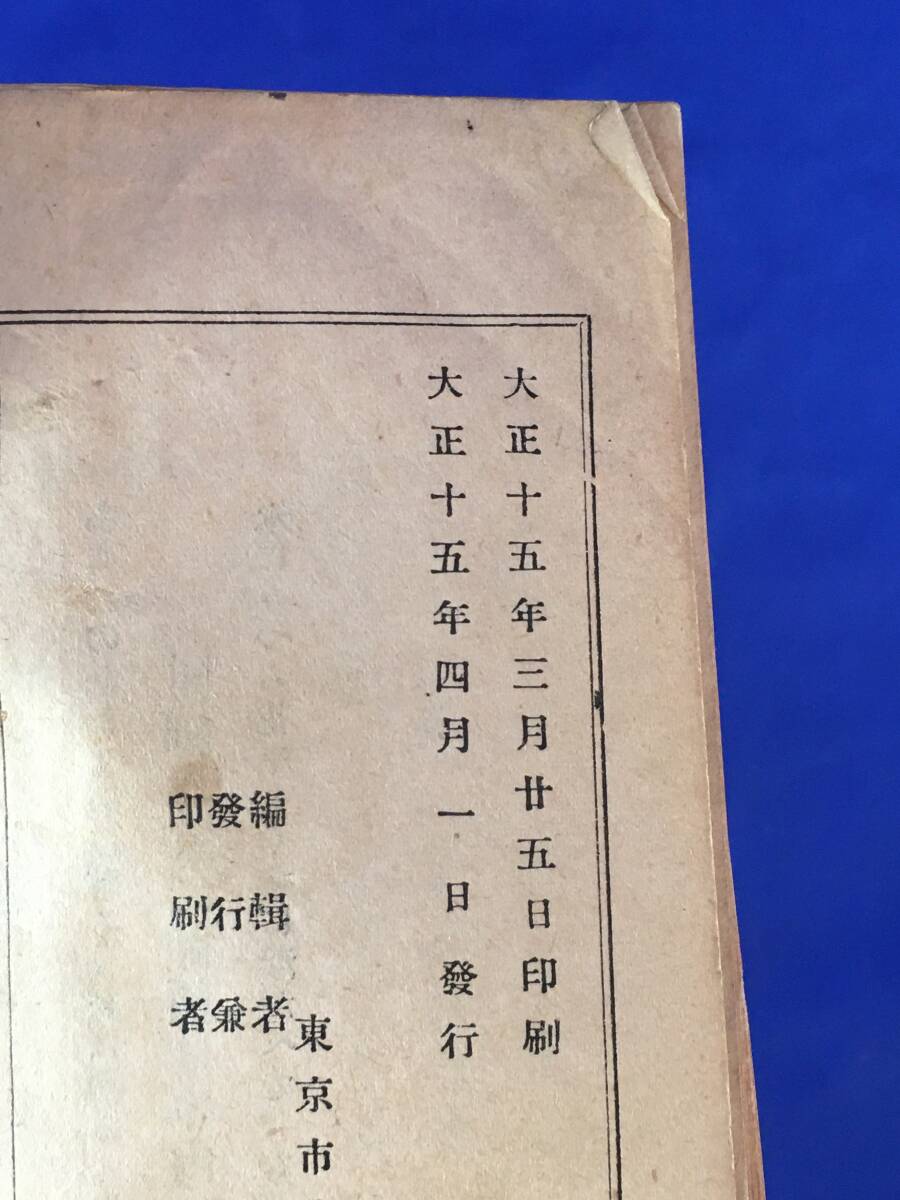 大正十五年三月廿五日印刷
大正十五年四月一日發行
東京市
編輯者
發行兼
印刷者